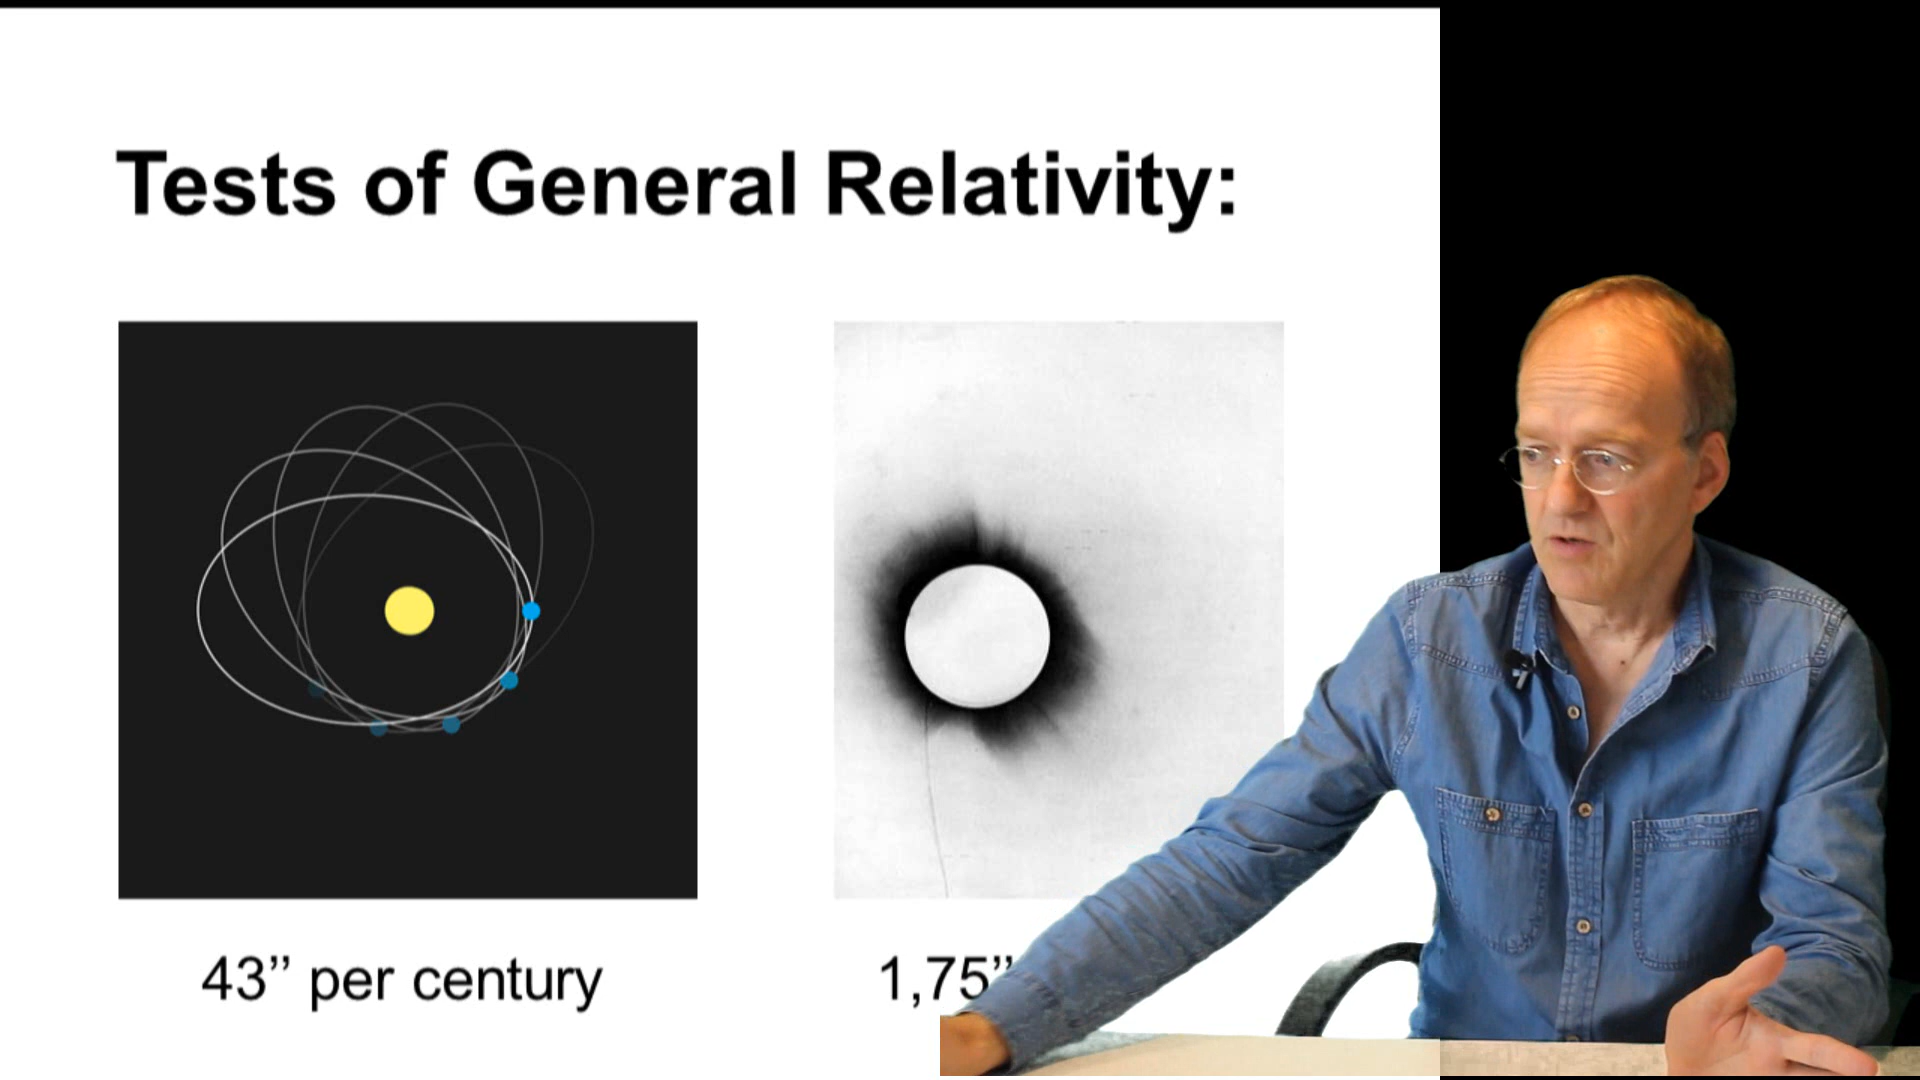 Tests of General Relativity:
43’’ per century
1,75’’